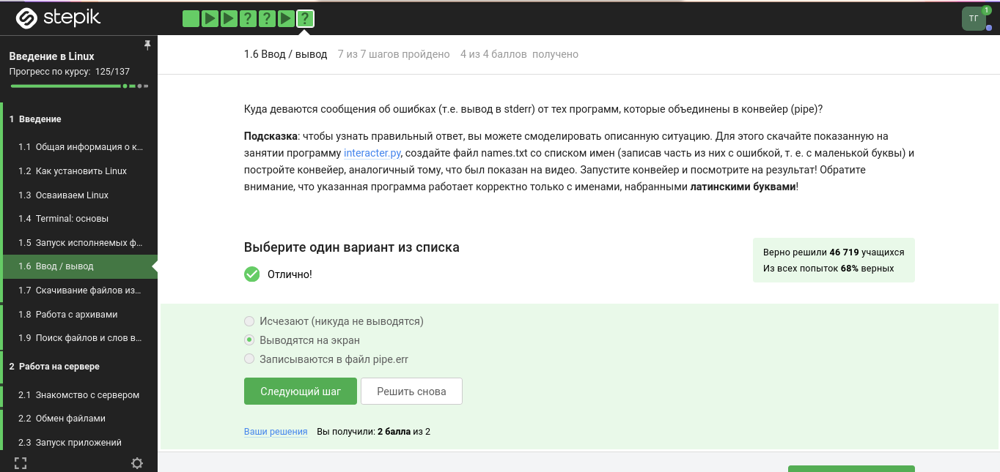 stepik
? ? ?
ТГ
1
Введение в Linux
Прогресс по курсу: 125/137
1 Введение
1.1 Общая информация о к...
1.2 Как установить Linux
1.3 Осваиваем Linux
1.4 Terminal: основы
1.5 Запуск исполняемых ф...
1.6 Ввод / вывод
1.7 Скачивание файлов из...
1.8 Работа с архивами
1.9 Поиск файлов и слов в...
2 Работа на сервере
2.1 Знакомство с сервером
2.2 Обмен файлами
2.3 Запуск приложений
1.6 Ввод / вывод 7 из 7 шагов пройдено 4 из 4 баллов получено
Куда деваются сообщения об ошибках (т.е. вывод в stderr) от тех программ, которые объединены в конвейер (pipe)?
Подсказка: чтобы узнать правильный ответ, вы можете смоделировать описанную ситуацию. Для этого скачайте показанную на
занятии программу interacter.py, создайте файл names.txt со списком имен (записав часть из них с ошибкой, т. е. с маленькой буквы) и
постройте конвейер, аналогичный тому, что был показан на видео. Запустите конвейер и посмотрите на результат! Обратите
внимание, что указанная программа работает корректно только с именами, набранными латинскими буквами!
Выберите один вариант из списка
Отлично!
Верно решили 46 719 учащихся
Из всех попыток 68% верных
Исчезают (никуда не выводятся)
Выводятся на экран
Записываются в файл pipe.err
Следующий шаг Решить снова
Ваши решения Вы получили: 2 балла из 2